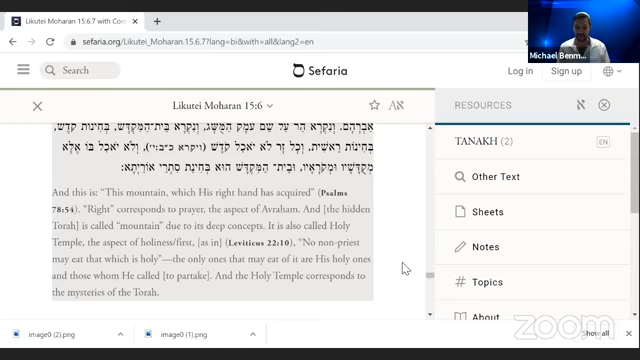 Likutei Moharan 15:6:7 with Con
sefaria.org/Likutei_Moharan.15.6.7?lang=bi&with=all&lang2=en
Michael Benm...
Search
Sefaria
Log in
Sign up
Likutei Moharan 15:6
RESOURCES
אַבְרָהָם. וְנִקְרָא הַר עַל שֵׁם עֹמֶק הַמֻּשָּׂג, וְנִקְרָא בֵּית־הַמִּקְדָּשׁ, בְּחִינוֹת קֹדֶשׁ,
בְּחִינוֹת רֵאשִׁית, וְכָל זָר לֹא יֹאכַל קֹדֶשׁ (ויקרא כ״ב:י׳), וְלֹא יֹאכַל בּוֹ אֶלָּא
מְקֻדָּשָׁיו וּמְקֹרָאָיו, וּבֵית־הַמִּקְדָּשׁ הוּא בְּחִינַת סִתְרֵי אוֹרַיְתָא:
And this is: “This mountain, which His right hand has acquired” (Psalms
78:54). “Right” corresponds to prayer, the aspect of Avraham. And [the hidden
Torah] is called “mountain” due to its deep concepts. It is also called Holy
Temple, the aspect of holiness/first, [as in] (Leviticus 22:10), “No non-priest
may eat that which is holy”—the only ones that may eat of it are His holy ones
and those whom He called [to partake]. And the Holy Temple corresponds to
the mysteries of the Torah.
TANAKH (2)
EN
Other Text
Sheets
Notes
Topics
About
image0 (2).png
image0 (1).png
Show all
zoom